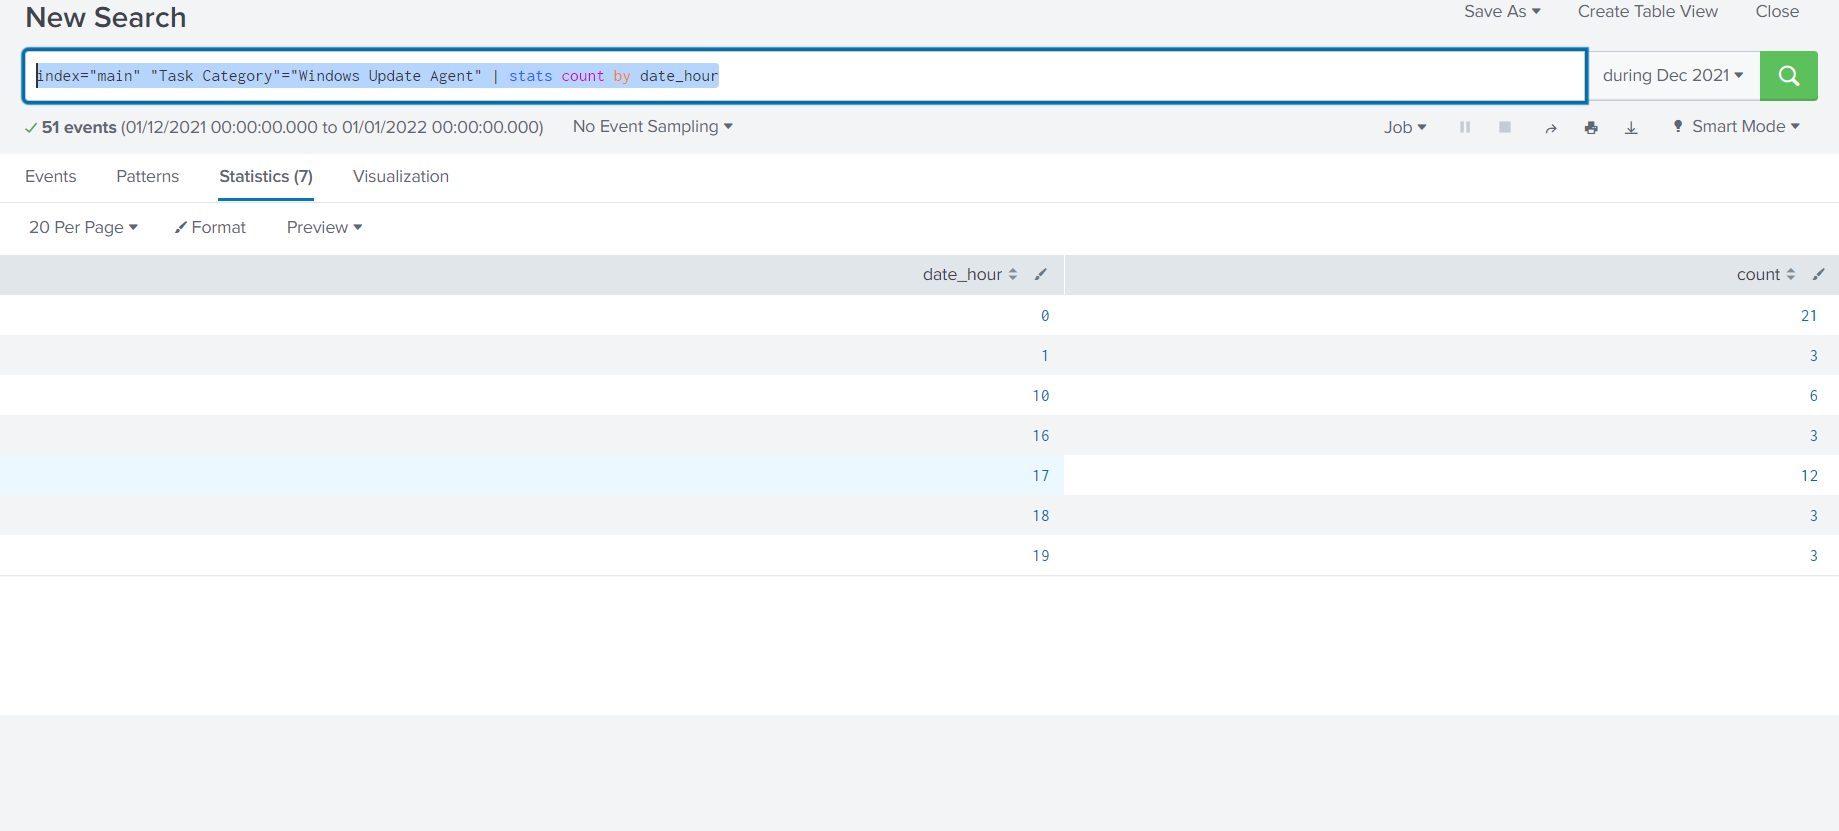 New Search
Save As Create Table View Close
index="main" "Task Category"="Windows Update Agent" | stats count by date_hour
during Dec 2021
51 events (01/12/2021 00:00:00.000 to 01/01/2022 00:00:00.000) No Event Sampling
Job Smart Mode
Events Patterns Statistics (7) Visualization
20 Per Page Format Preview
date_hour count
0 21
1 3
10 6
16 3
17 12
18 3
19 3